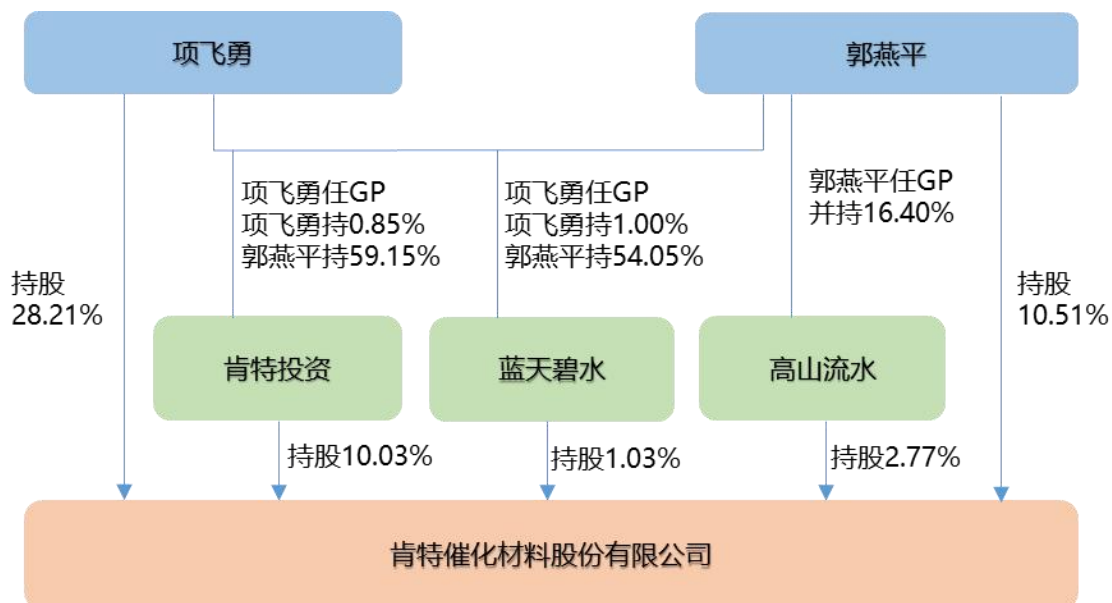 项飞勇
郭燕平
项飞勇任GP
项飞勇持0.85%
郭燕平持59.15%
项飞勇任GP
项飞勇持1.00%
郭燕平持54.05%
郭燕平任GP
并持16.40%
持股
28.21%
持股
10.51%
肯特投资
蓝天碧水
高山流水
持股10.03%
持股1.03%
持股2.77%
肯特催化材料股份有限公司